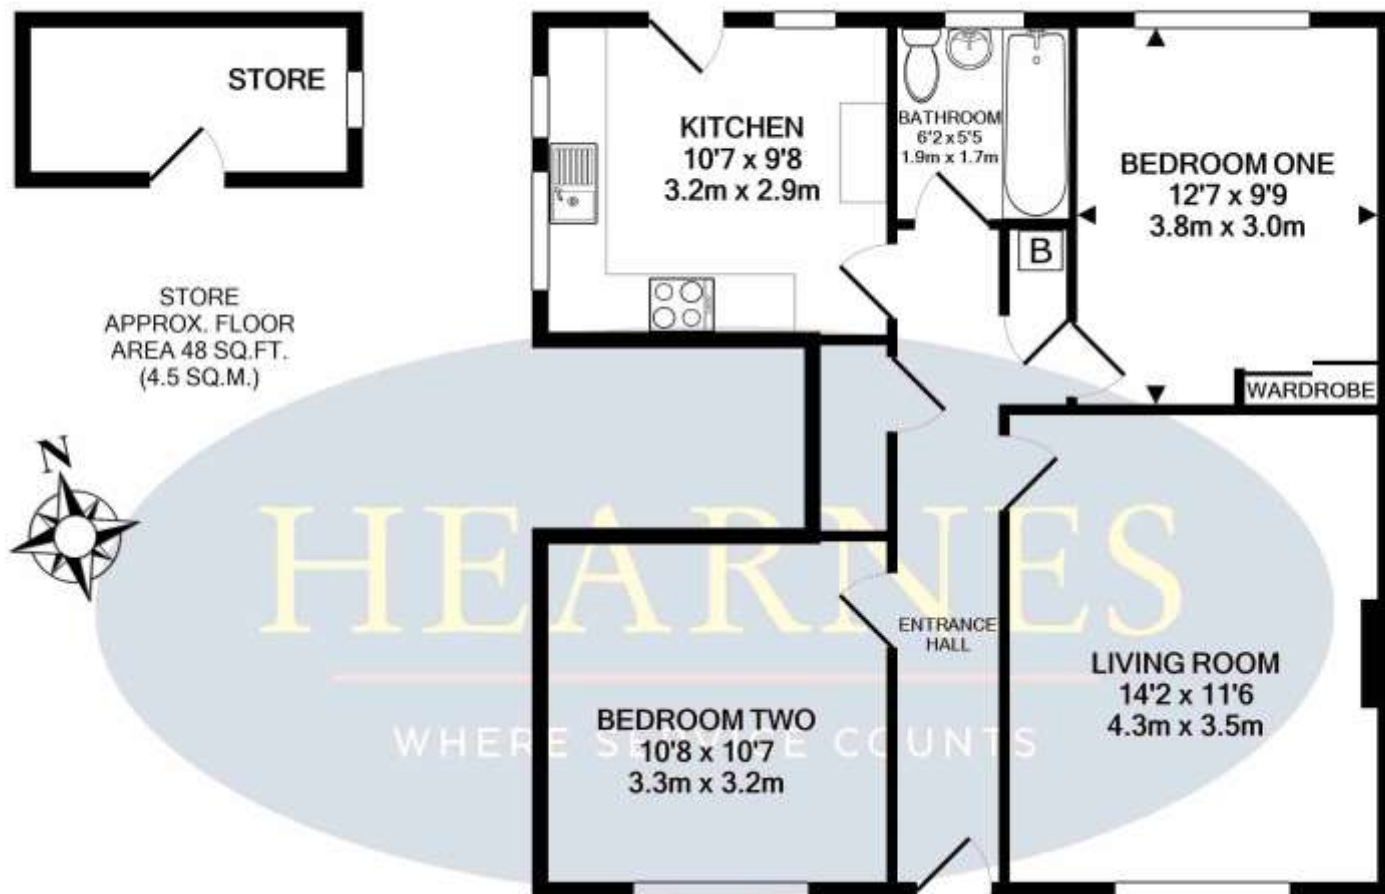 STORE
STORE
APPROX. FLOOR
AREA 48 SQ.FT.
(4.5 SQ.M.)
N
KITCHEN
10'7 x 9'8
3.2m x 2.9m
BATHROOM
6'2 x 5'5
1.9m x 1.7m
BEDROOM ONE
12'7 x 9'9
3.8m x 3.0m
B
WARDROBE
HEARNES
WHERE SERVICE COUNTS
ENTRANCE
HALL
LIVING ROOM
14'2 x 11'6
4.3m x 3.5m
BEDROOM TWO
10'8 x 10'7
3.3m x 3.2m